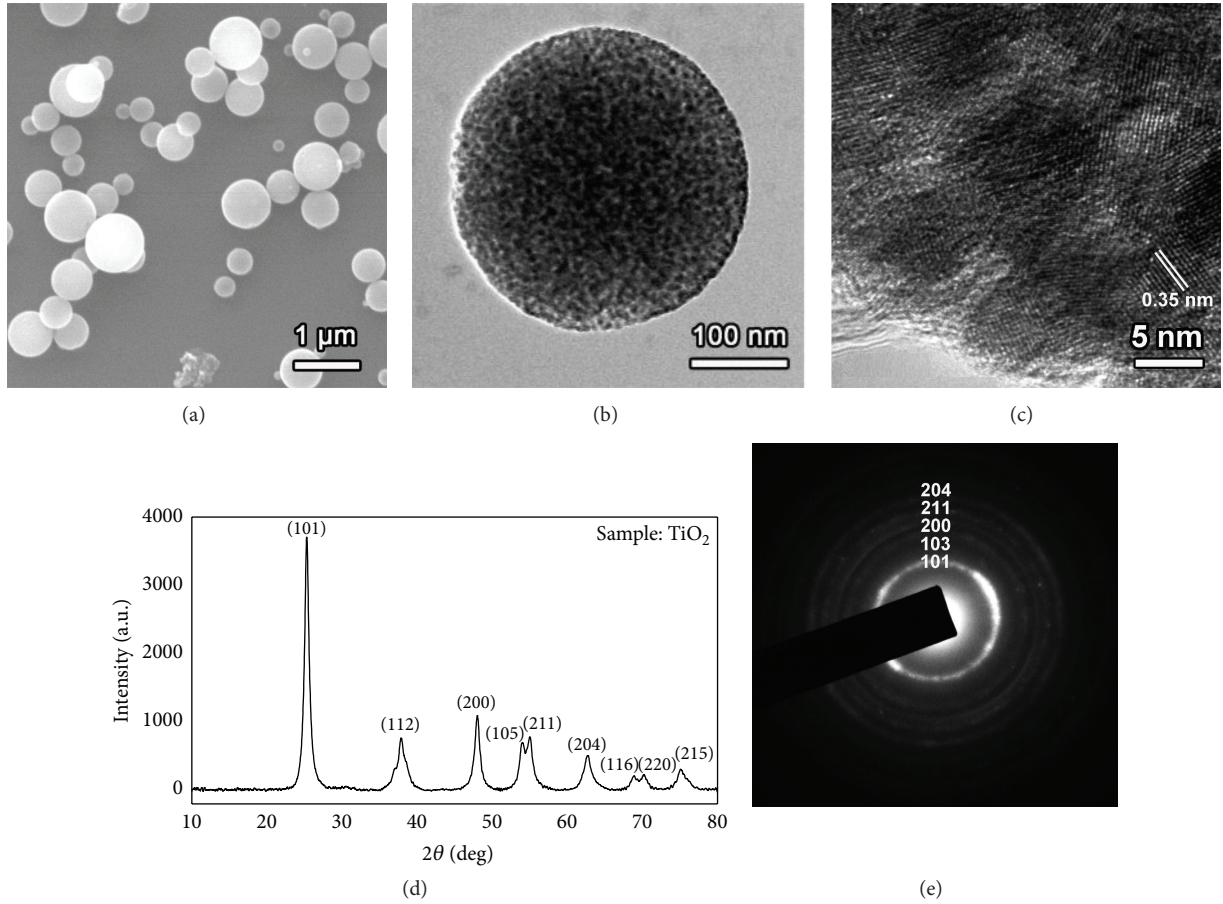 1 µm
100 nm
0.35 nm
5 nm
(a)
(b)
(c)
4000
3000
2000
1000
0
Intensity (a.u.)
Sample: TiO₂
(101)
(112)
(200)
(105)
(211)
(204)
(116)
(220)
(215)
10 20 30 40 50 60 70 80
2θ (deg)
204
211
200
103
101
(d)
(e)